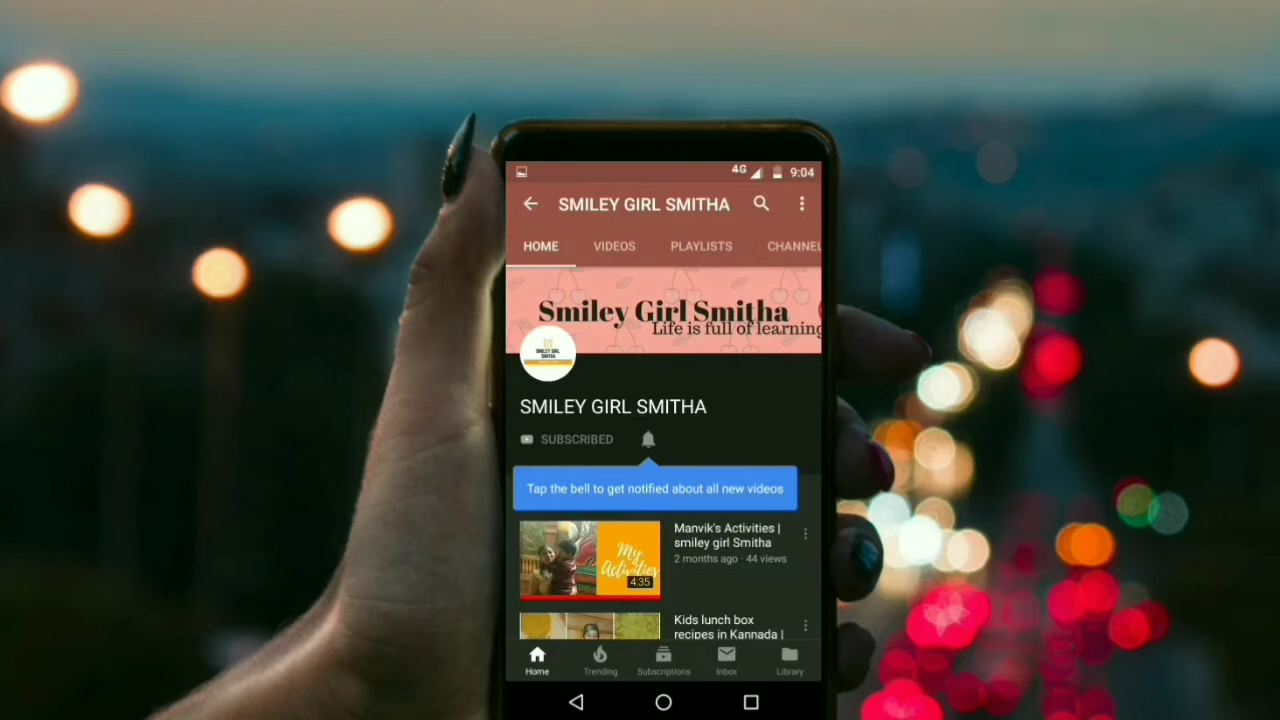 4G 9:04
SMILEY GIRL SMITHA
HOME VIDEOS PLAYLISTS CHANNEL
Smiley Girl Smitha
Life is full of learning
SMILEY GIRL
SMITHA
SMILEY GIRL SMITHA
SUBSCRIBED
Tap the bell to get notified about all new videos
My
Activities
4:35
Manvik's Activities |
smiley girl Smitha
2 months ago · 44 views
Kids lunch box
recipes in Kannada |
Home Trending Subscriptions Inbox Library